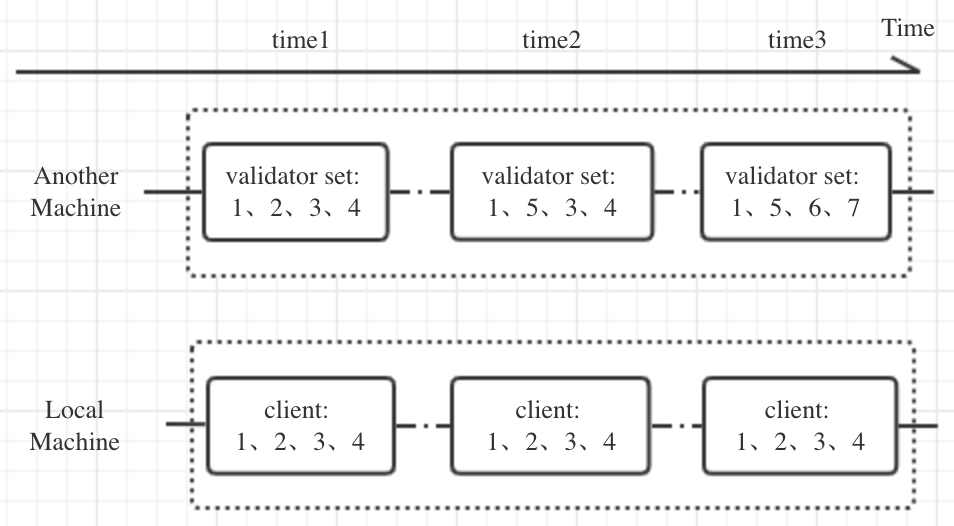 time1 time2 time3 Time
Another
Machine
validator set:
1、2、3、4
validator set:
1、5、3、4
validator set:
1、5、6、7
Local
Machine
client:
1、2、3、4
client:
1、2、3、4
client:
1、2、3、4